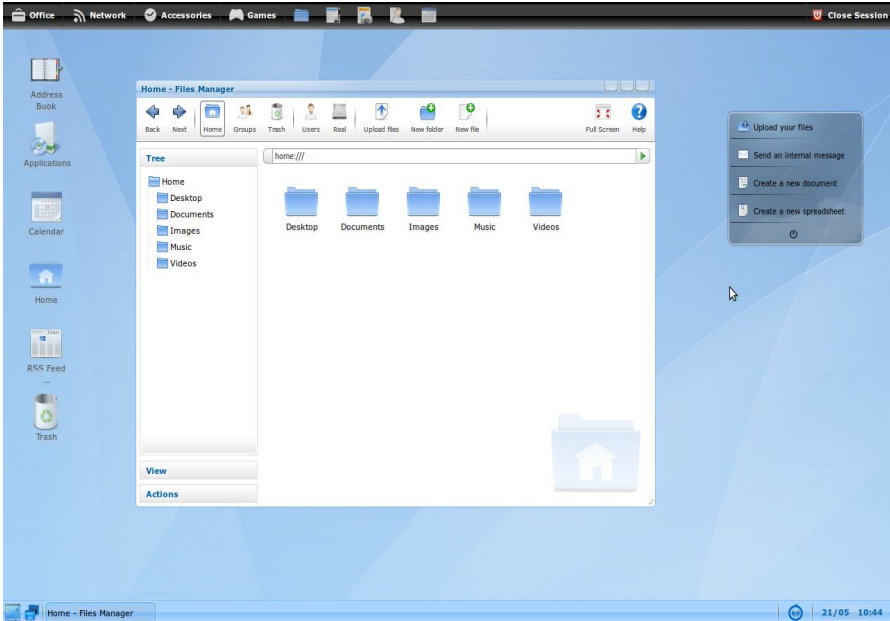 Office Network Accessories Games Close Session
Address
Book
Applications
Calendar
Home
RSS Feed
...
Trash
Home - Files Manager
Back Next Home Groups Trash Users Real Upload files New folder New file Full Screen Help
Tree
home:///
Home
Desktop
Documents
Images
Music
Videos
Desktop Documents Images Music Videos
View
Actions
Upload your files
Send an internal message
Create a new document
Create a new spreadsheet
Home - Files Manager 21/05 10:44